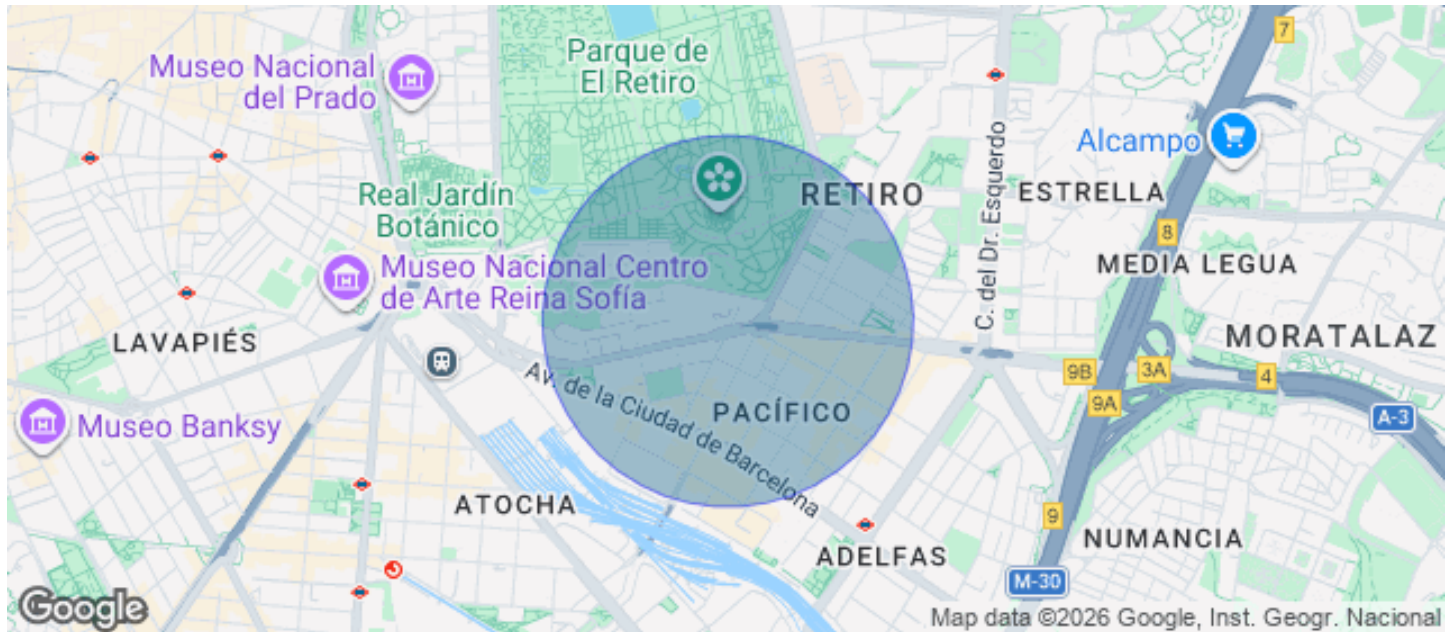 7
Museo Nacional
del Prado
Parque de
El Retiro
Alcampo
C. del Dr. Esquerdo
Real Jardín
Botánico
RETIRO
ESTRELLA
8
Museo Nacional Centro
de Arte Reina Sofía
MEDIA LEGUA
LAVAPIÉS
MORATALAZ
9B
3A
4
9A
Av. de la Ciudad de Barcelona
PACÍFICO
A-3
Museo Banksy
ATOCHA
9
NUMANCIA
ADELFAS
M-30
Google
Map data ©2026 Google, Inst. Geogr. Nacional